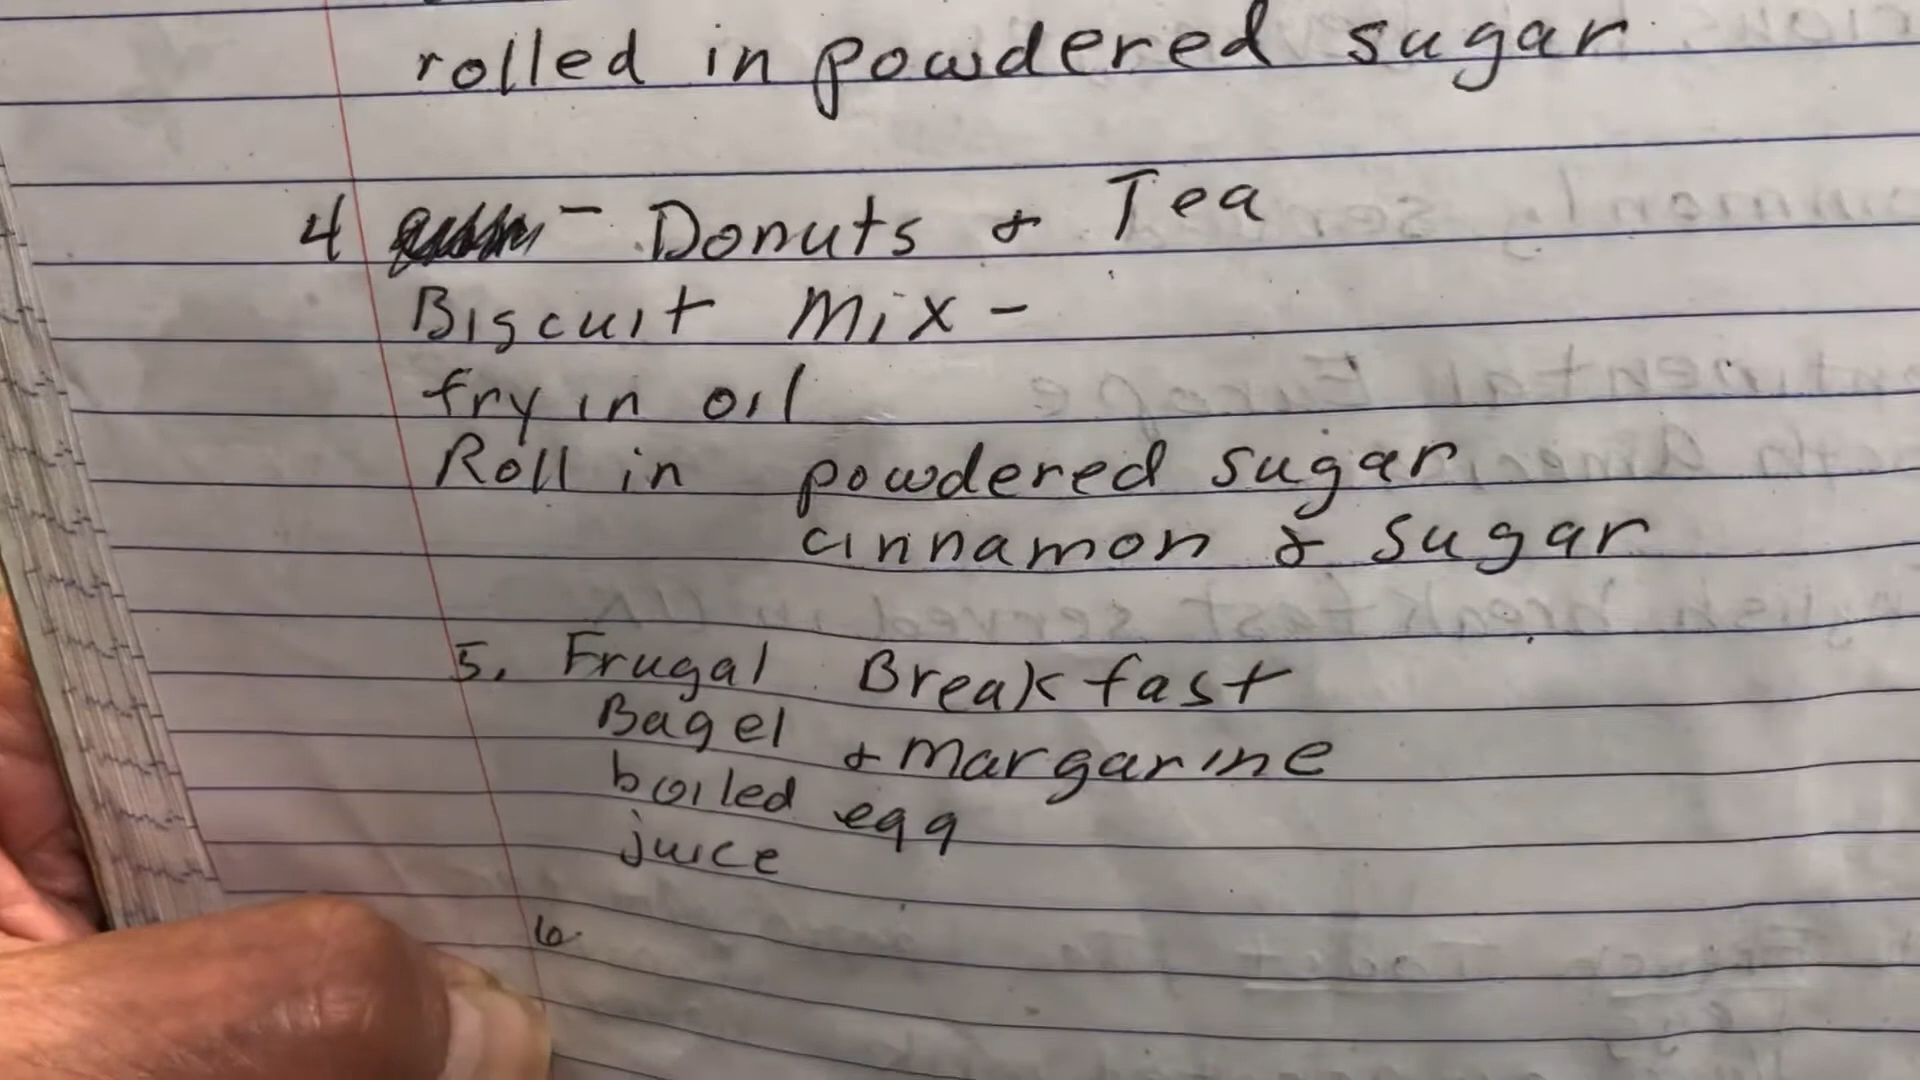 rolled in powdered sugar
4 - Donuts & Tea
Biscuit Mix -
fry in oil
Roll in powdered sugar
cinnamon & sugar
5. Frugal Breakfast
Bagel & Margarine
boiled egg
juice
6